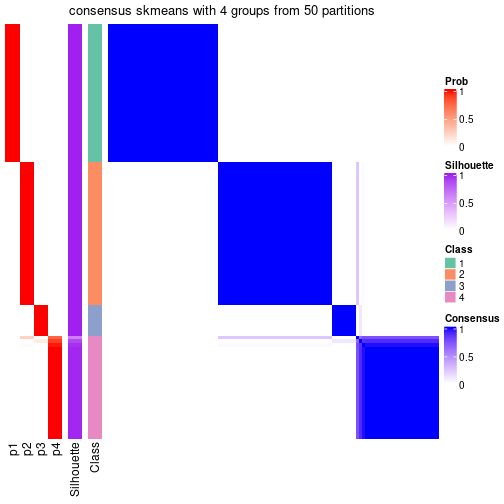 consensus skmeans with 4 groups from 50 partitions
Prob
1
0.5
0
Silhouette
1
0.5
0
Class
1
2
3
4
Consensus
1
0.5
0
p1
p2
p3
p4
Silhouette
Class